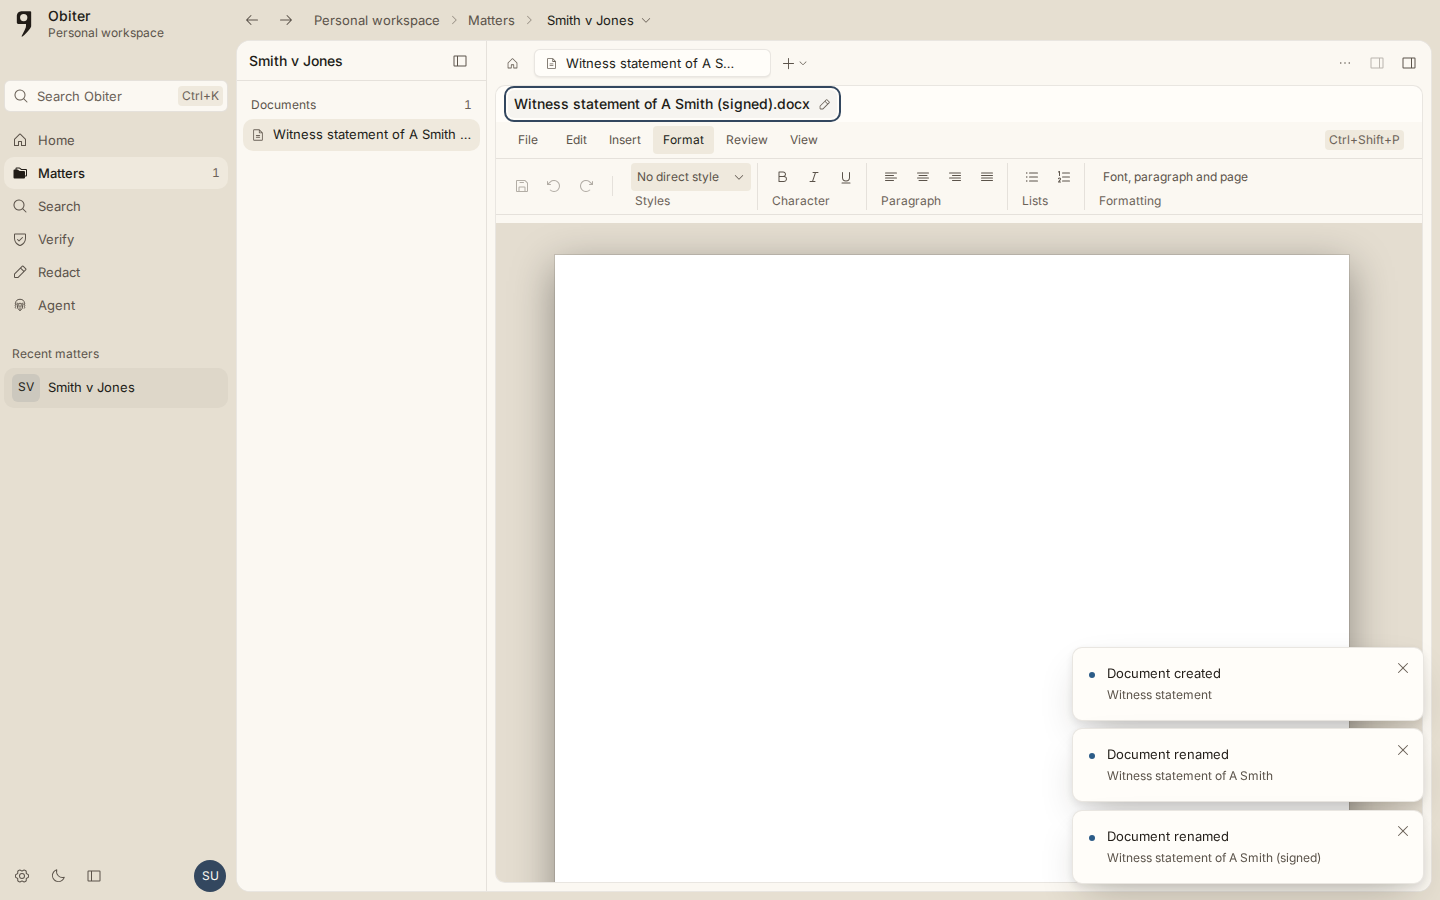 Obiter
Personal workspace
Personal workspace
Matters
Smith v Jones
Search Obiter
Ctrl+K
Home
Matters
1
Search
Verify
Redact
Agent
Recent matters
SV
Smith v Jones
SU
Smith v Jones
Documents
1
Witness statement of A Smith ...
Witness statement of A S...
Witness statement of A Smith (signed).docx
File
Edit
Insert
Format
Review
View
Ctrl+Shift+P
No direct style
Styles
B
I
U
Character
Paragraph
Lists
Font, paragraph and page
Formatting
Document created
Witness statement
Document renamed
Witness statement of A Smith
Document renamed
Witness statement of A Smith (signed)